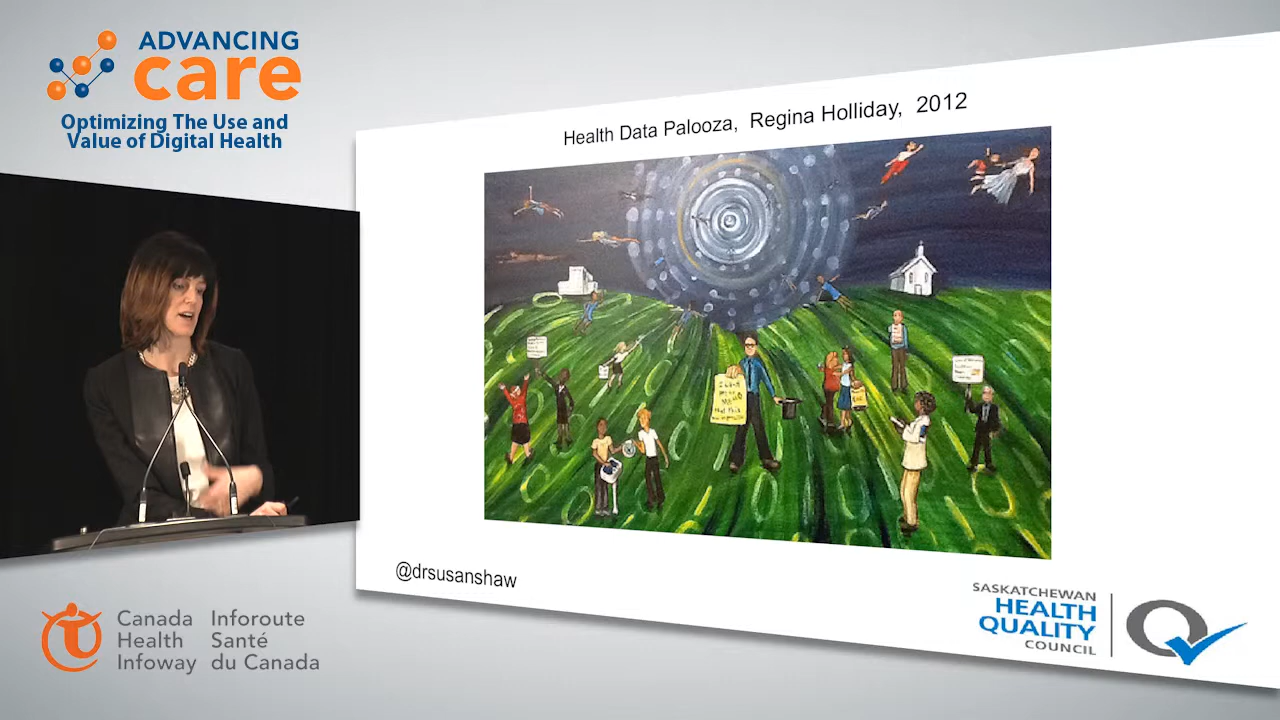 ADVANCING
care
Optimizing The Use and
Value of Digital Health
Health Data Palooza, Regina Holliday, 2012
@drsusanshaw
SASKATCHEWAN
HEALTH
QUALITY
COUNCIL
Canada Inforoute
Health Santé
Infoway du Canada